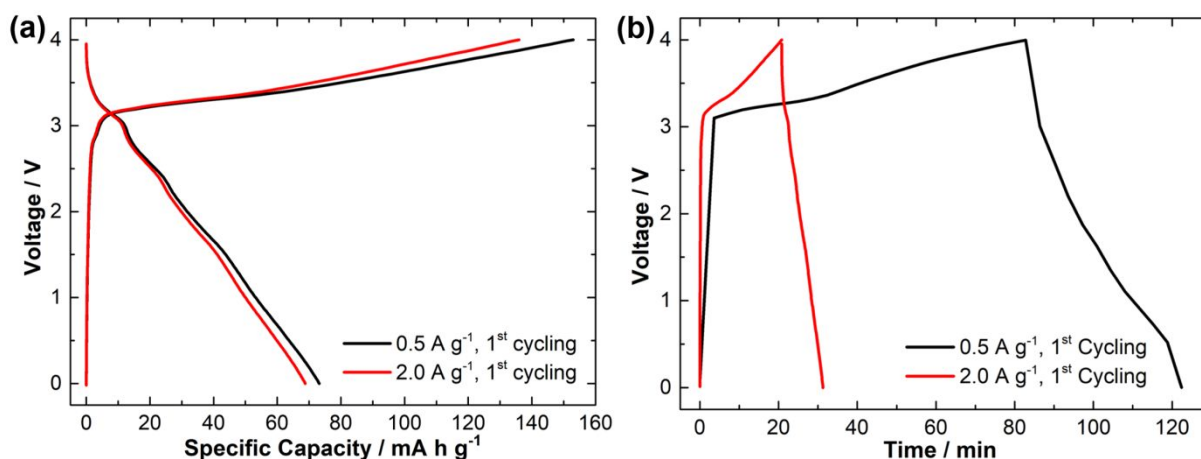 (a)
4
3
2
1
0
Voltage / V
0 20 40 60 80 100 120 140 160
Specific Capacity / mA h g⁻¹
0.5 A g⁻¹, 1ˢᵗ cycling
2.0 A g⁻¹, 1ˢᵗ cycling
(b)
4
3
2
1
0
Voltage / V
0 20 40 60 80 100 120
Time / min
0.5 A g⁻¹, 1ˢᵗ Cycling
2.0 A g⁻¹, 1ˢᵗ Cycling